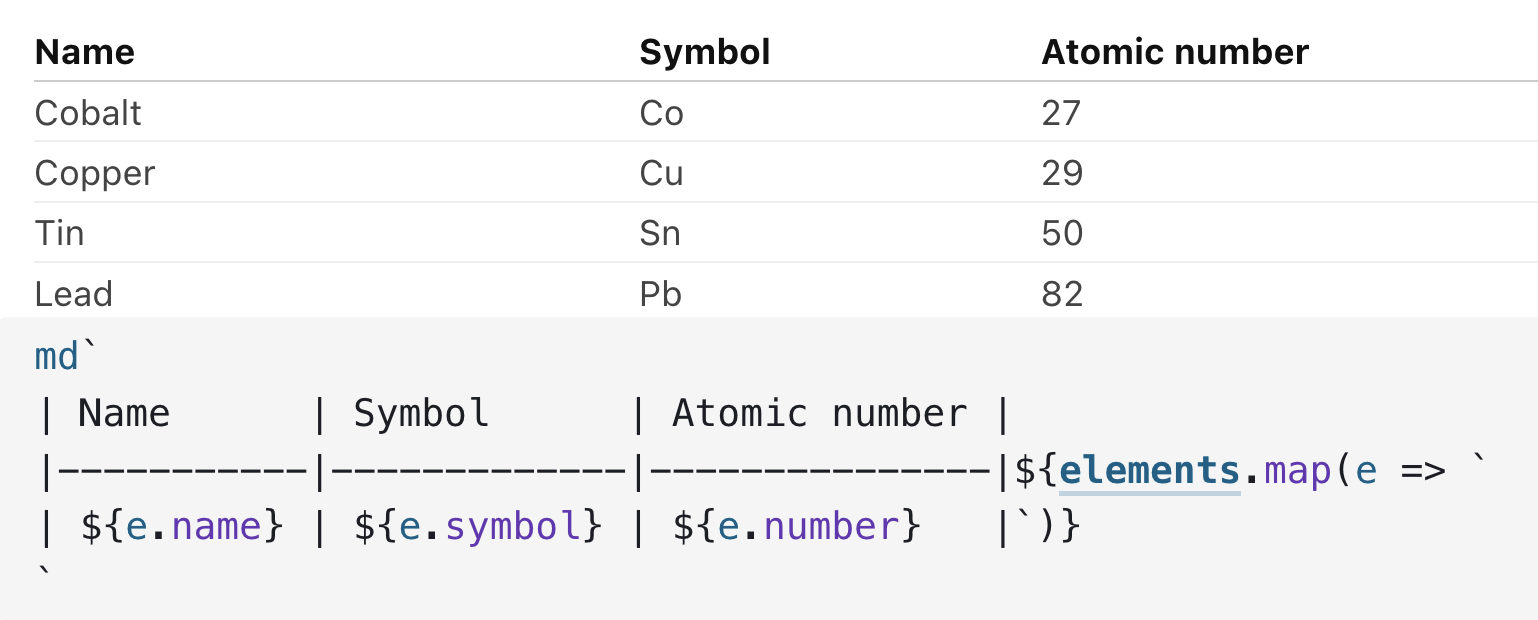 Name Symbol Atomic number
Cobalt Co 27
Copper Cu 29
Tin Sn 50
Lead Pb 82
md`
| Name      | Symbol      | Atomic number |
|-----------|-------------|---------------|${elements.map(e => `
| ${e.name} | ${e.symbol} | ${e.number}   |`)}
`